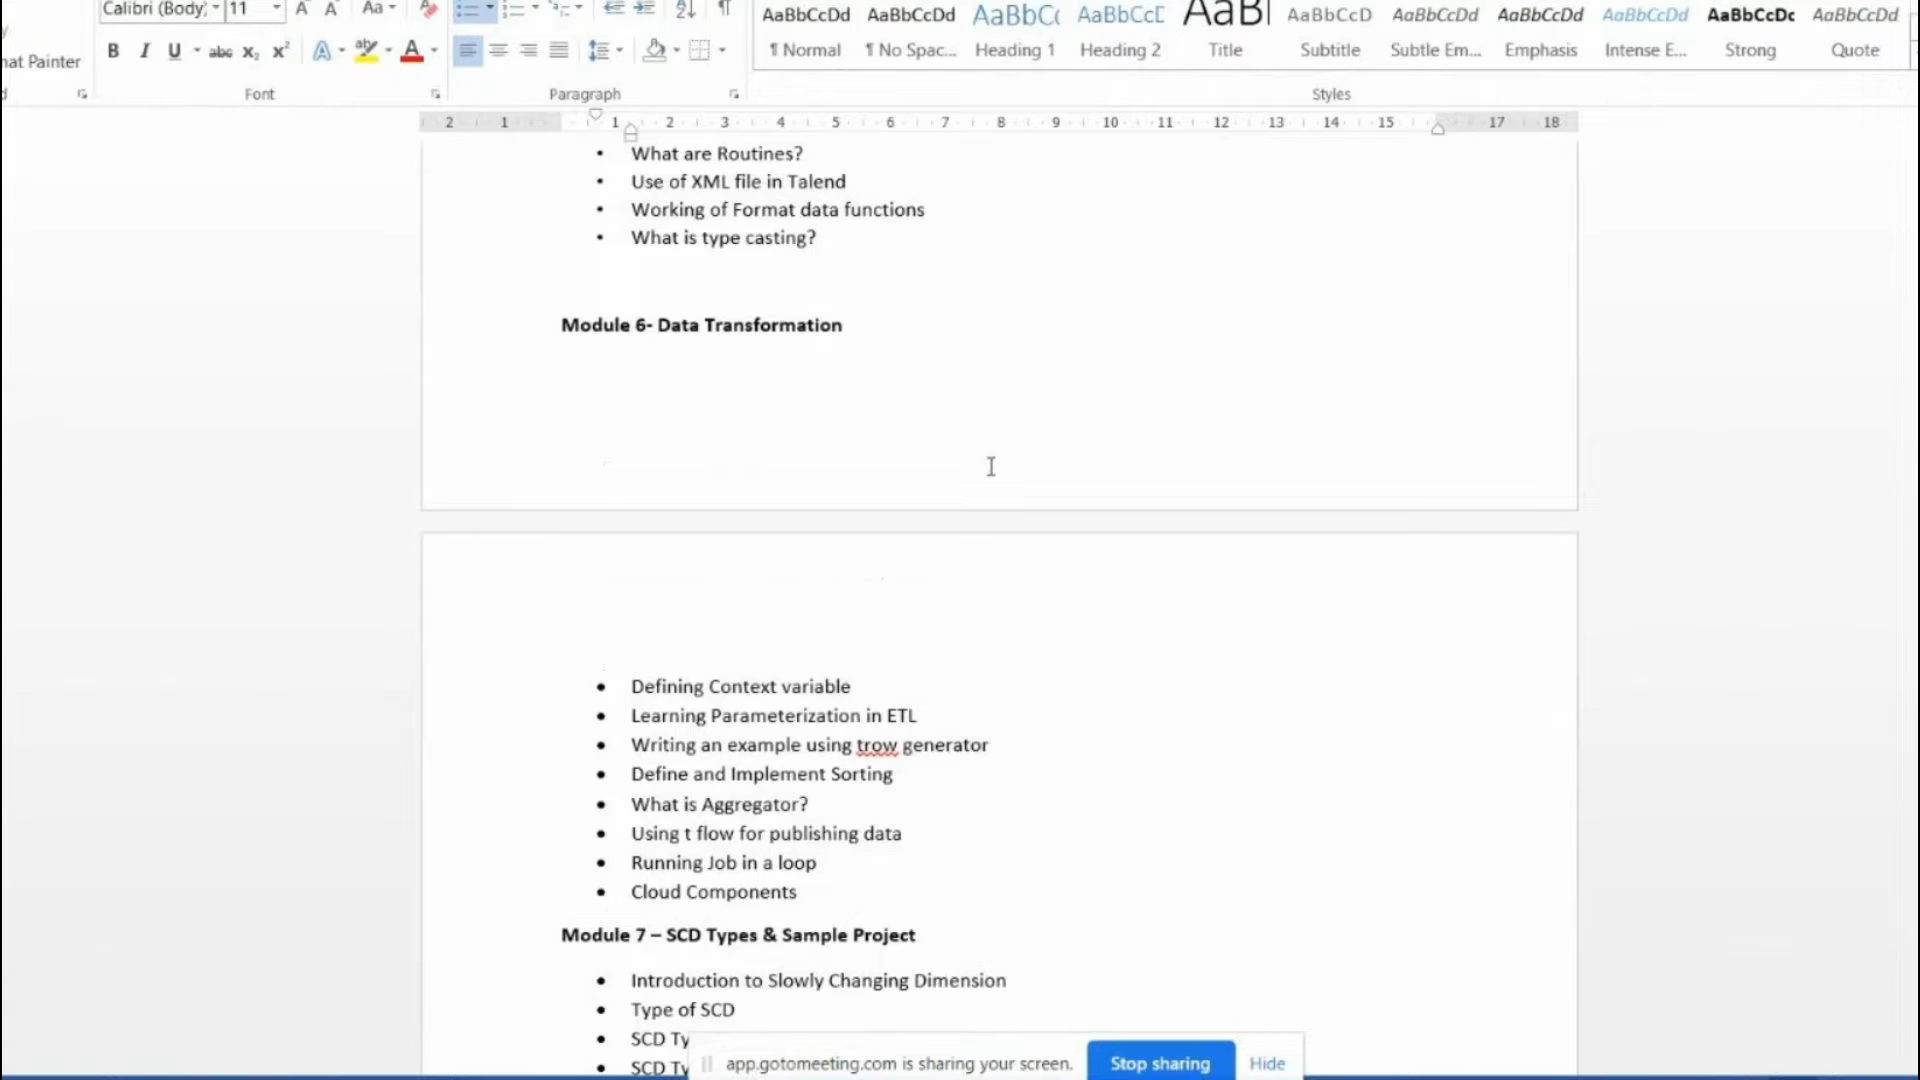 Calibri (Body) 11 A A Aa
AaBbCcDd AaBbCcDd AaBbC AaBbCcD AaB AaBbCcD AaBbCcDd AaBbCcDd AaBbCcDd AaBbCcDc AaBbCcDd
at Painter B I U abc X₂ X² A aby A
¶ Normal ¶ No Spac... Heading 1 Heading 2 Title Subtitle Subtle Em... Emphasis Intense E... Strong Quote
Font Paragraph Styles
2 1 1 2 3 4 5 6 7 8 9 10 11 12 13 14 15 17 18
• What are Routines?
• Use of XML file in Talend
• Working of Format data functions
• What is type casting?
Module 6- Data Transformation
• Defining Context variable
• Learning Parameterization in ETL
• Writing an example using trow generator
• Define and Implement Sorting
• What is Aggregator?
• Using t flow for publishing data
• Running Job in a loop
• Cloud Components
Module 7 – SCD Types & Sample Project
• Introduction to Slowly Changing Dimension
• Type of SCD
• SCD Ty
• SCD Ty
app.gotomeeting.com is sharing your screen. Stop sharing Hide